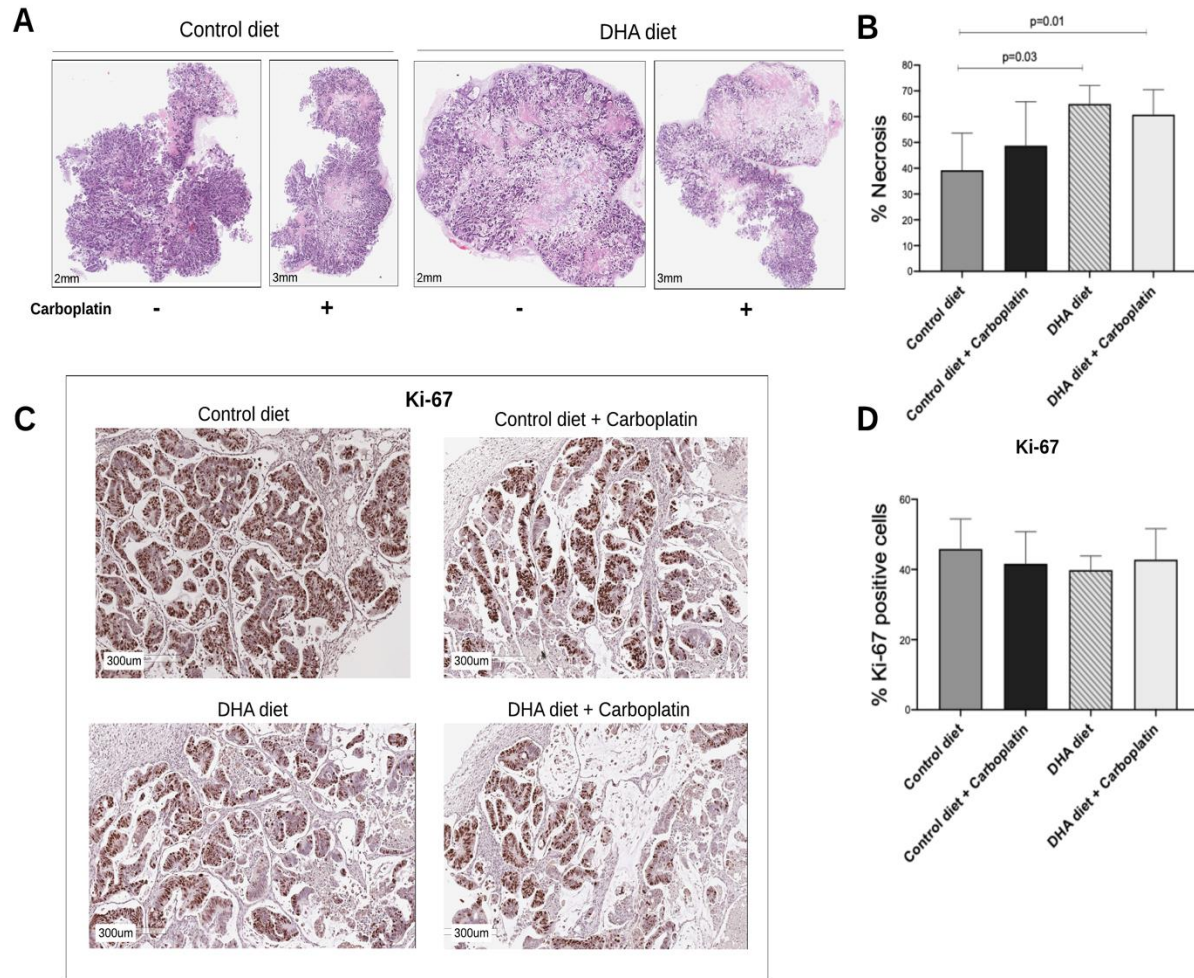 A
Control diet
DHA diet
2mm
3mm
2mm
3mm
Carboplatin - + - +
B
p=0.01
p=0.03
% Necrosis
80
70
60
50
40
30
20
10
0
Control diet
Control diet + Carboplatin
DHA diet
DHA diet + Carboplatin
C
Ki-67
Control diet
Control diet + Carboplatin
300um
300um
DHA diet
DHA diet + Carboplatin
300um
300um
D
Ki-67
% Ki-67 positive cells
60
40
20
0
Control diet
Control diet + Carboplatin
DHA diet
DHA diet + Carboplatin